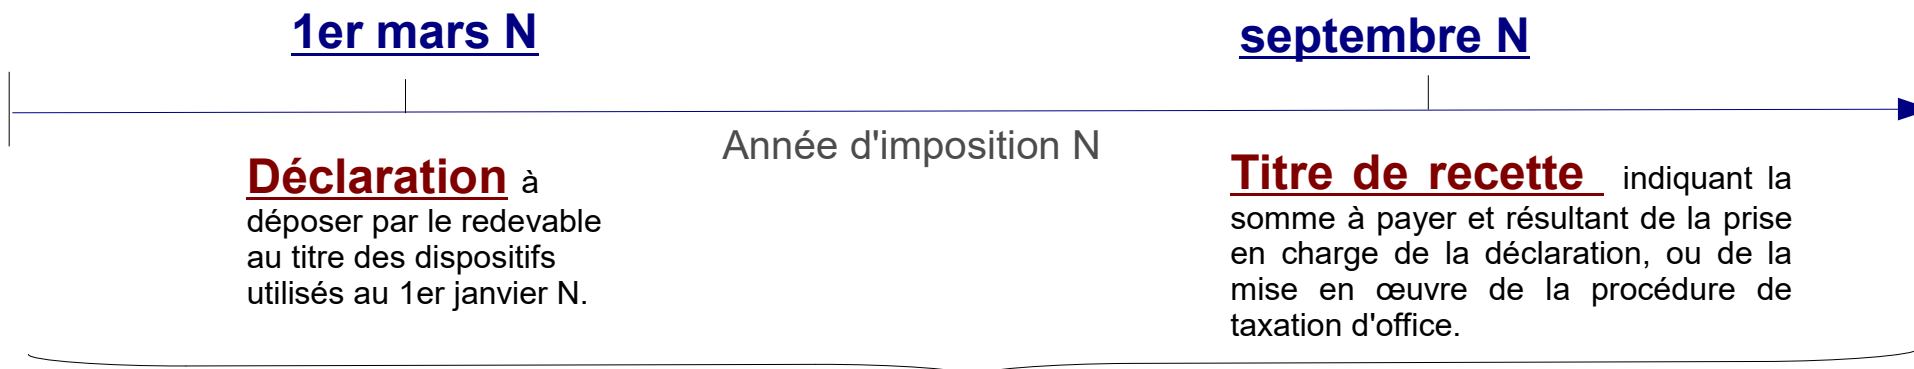 1er mars N
septembre N
Année d'imposition N
Déclaration à
déposer par le redevable
au titre des dispositifs
utilisés au 1er janvier N.
Titre de recette indiquant la
somme à payer et résultant de la prise
en charge de la déclaration, ou de la
mise en œuvre de la procédure de
taxation d'office.